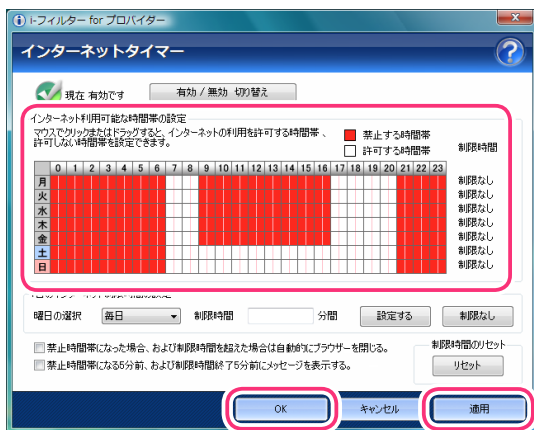 i-フィルター for プロバイダー
インターネットタイマー
現在 有効です
有効 / 無効 切り替え
インターネット利用可能な時間帯の設定
マウスでクリックまたはドラッグすると、インターネットの利用を許可する時間帯、
許可しない時間帯を設定できます。
禁止する時間帯
許可する時間帯
制限時間
0 1 2 3 4 5 6 7 8 9 10 11 12 13 14 15 16 17 18 19 20 21 22 23
月 制限なし
火 制限なし
水 制限なし
木 制限なし
金 制限なし
土 制限なし
日 制限なし
曜日の選択 毎日 制限時間 分間 設定する 制限なし
禁止時間帯になった場合、および制限時間を超えた場合は自動的にブラウザーを閉じる。
禁止時間帯になる5分前、および制限時間終了5分前にメッセージを表示する。
制限時間のリセット
リセット
OK キャンセル 適用